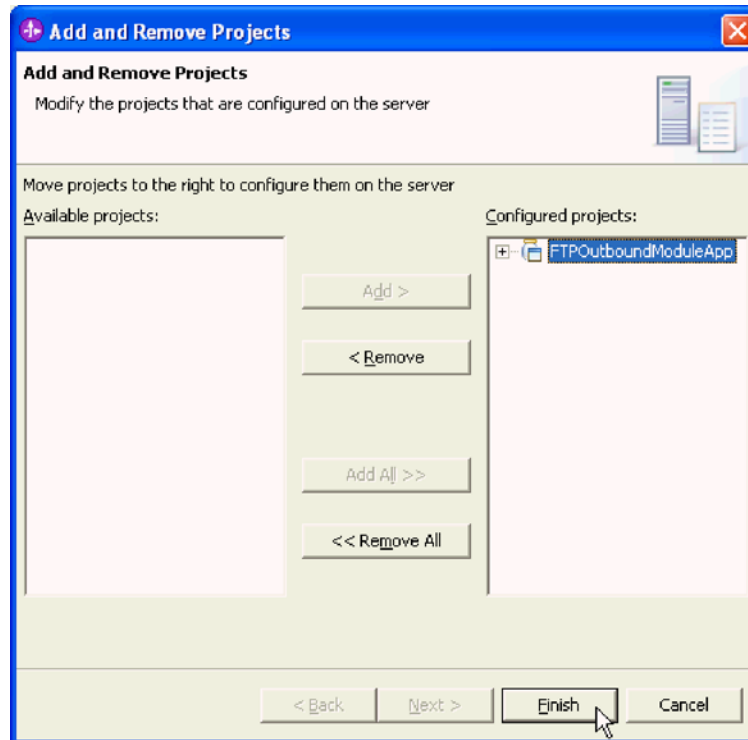 Add and Remove Projects
Add and Remove Projects
Modify the projects that are configured on the server
Move projects to the right to configure them on the server
Available projects:
Configured projects:
FTPOutboundModuleApp
Add >
< Remove
Add All >>
<< Remove All
< Back
Next >
Finish
Cancel